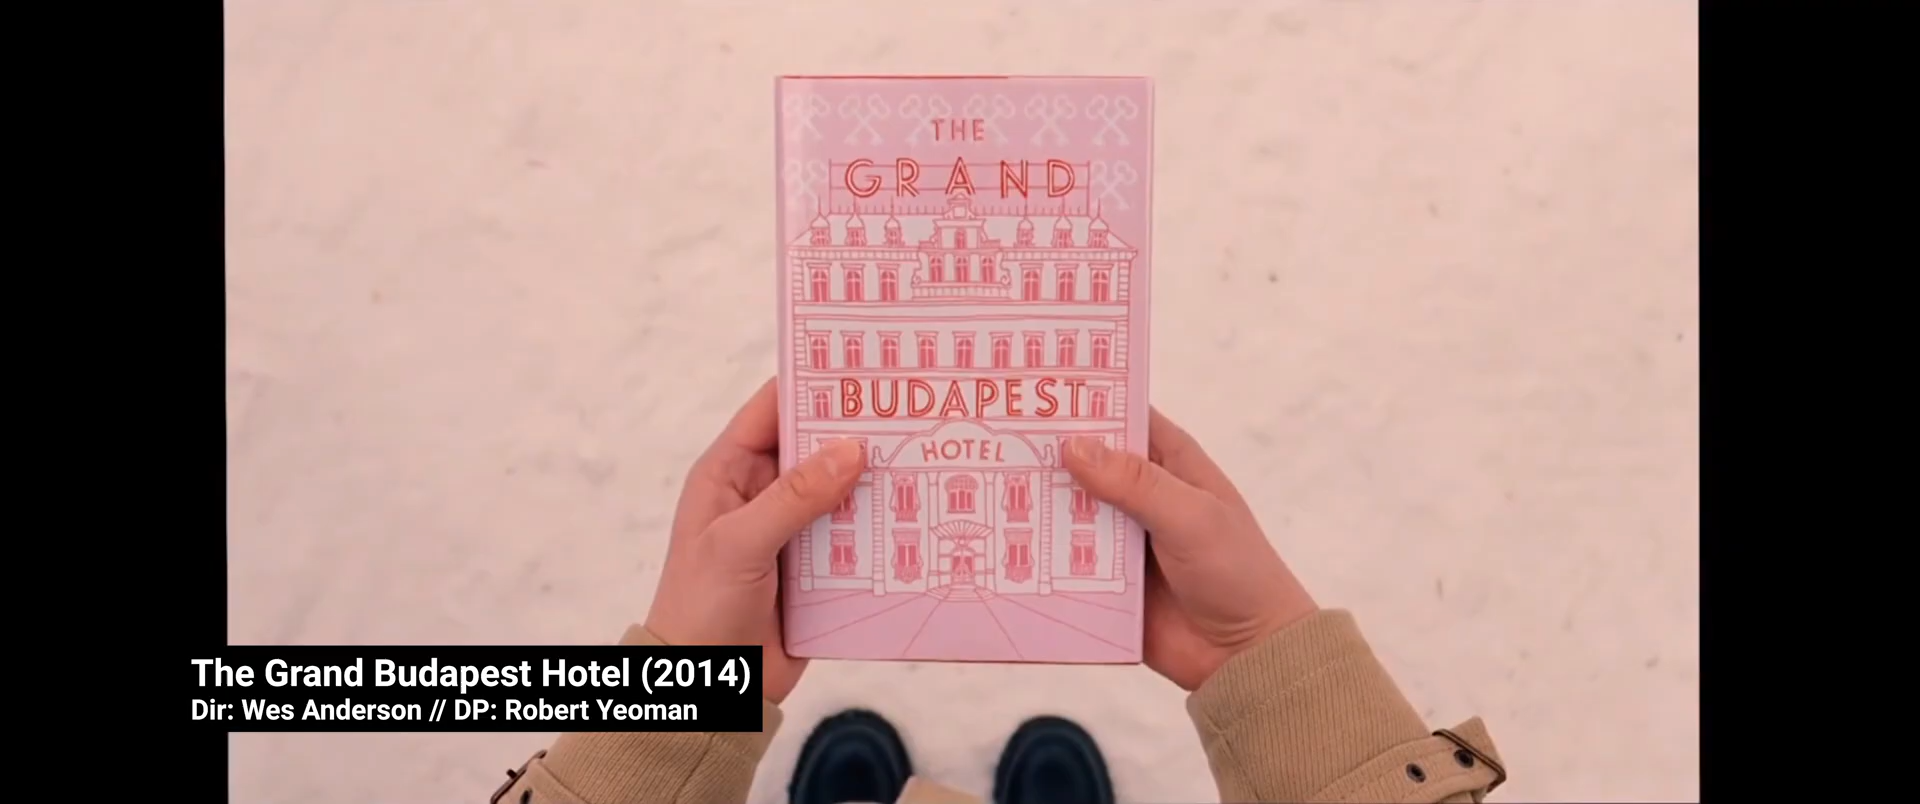 THE
GRAND
BUDAPEST
HOTEL
The Grand Budapest Hotel (2014)
Dir: Wes Anderson // DP: Robert Yeoman